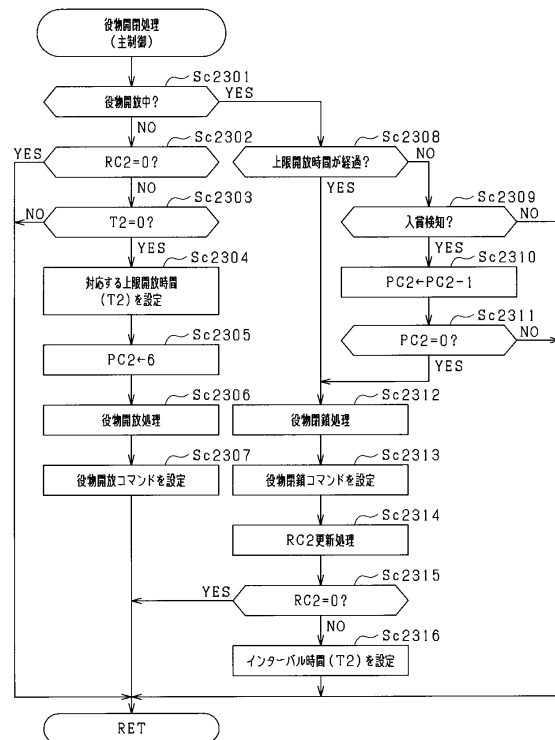 役物開閉処理
(主制御)
Sc2301
役物開放中?
YES
NO
Sc2302
RC2=0?
YES
NO
Sc2303
T2=0?
NO
YES
Sc2304
対応する上限開放時間
(T2)を設定
Sc2305
PC2←6
Sc2306
役物開放処理
Sc2307
役物開放コマンドを設定
Sc2308
上限開放時間が経過?
NO
YES
Sc2309
入賞検知?
NO
YES
Sc2310
PC2←PC2-1
Sc2311
PC2=0?
NO
YES
Sc2312
役物閉鎖処理
Sc2313
役物閉鎖コマンドを設定
Sc2314
RC2更新処理
Sc2315
RC2=0?
YES
NO
Sc2316
インターバル時間(T2)を設定
RET